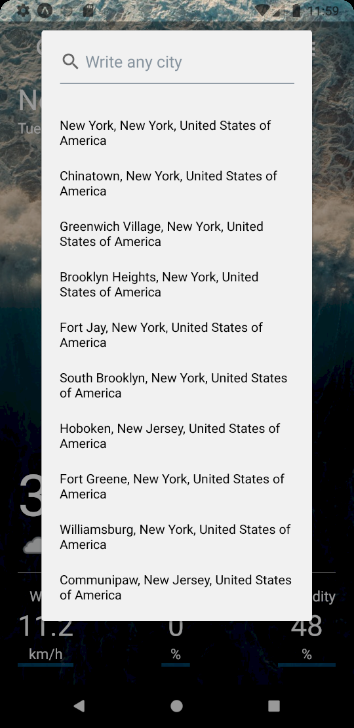 11:59
Write any city
New York, New York, United States of
America
Chinatown, New York, United States of
America
Greenwich Village, New York, United
States of America
Brooklyn Heights, New York, United
States of America
Fort Jay, New York, United States of
America
South Brooklyn, New York, United States
of America
Hoboken, New Jersey, United States of
America
Fort Greene, New York, United States of
America
Williamsburg, New York, United States of
America
Communipaw, New Jersey, United States
of America
11.2 0 48
km/h % %